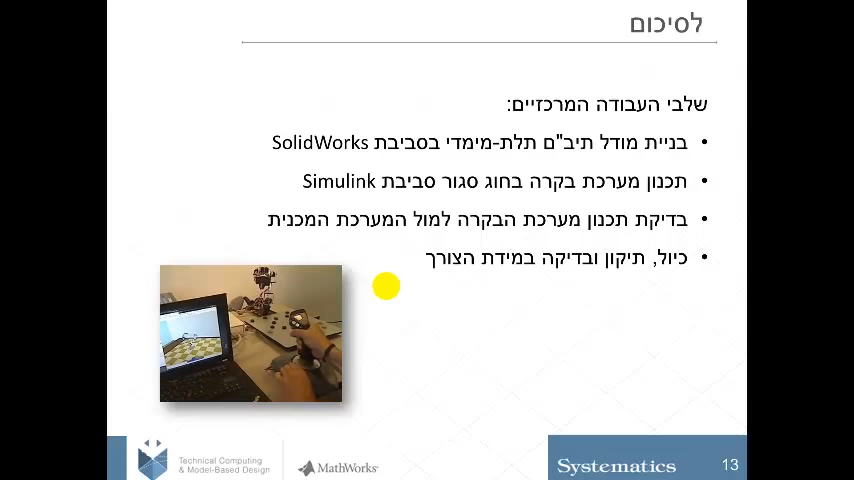 לסיכום
שלבי העבודה המרכזיים:
• בניית מודל תיב"ם תלת-מימדי בסביבת SolidWorks
• תכנון מערכת בקרה בחוג סגור סביבת Simulink
• בדיקת תכנון מערכת הבקרה למול המערכת המכנית
• כיול, תיקון ובדיקה במידת הצורך
Technical Computing
& Model-Based Design
MathWorks
Systematics
13